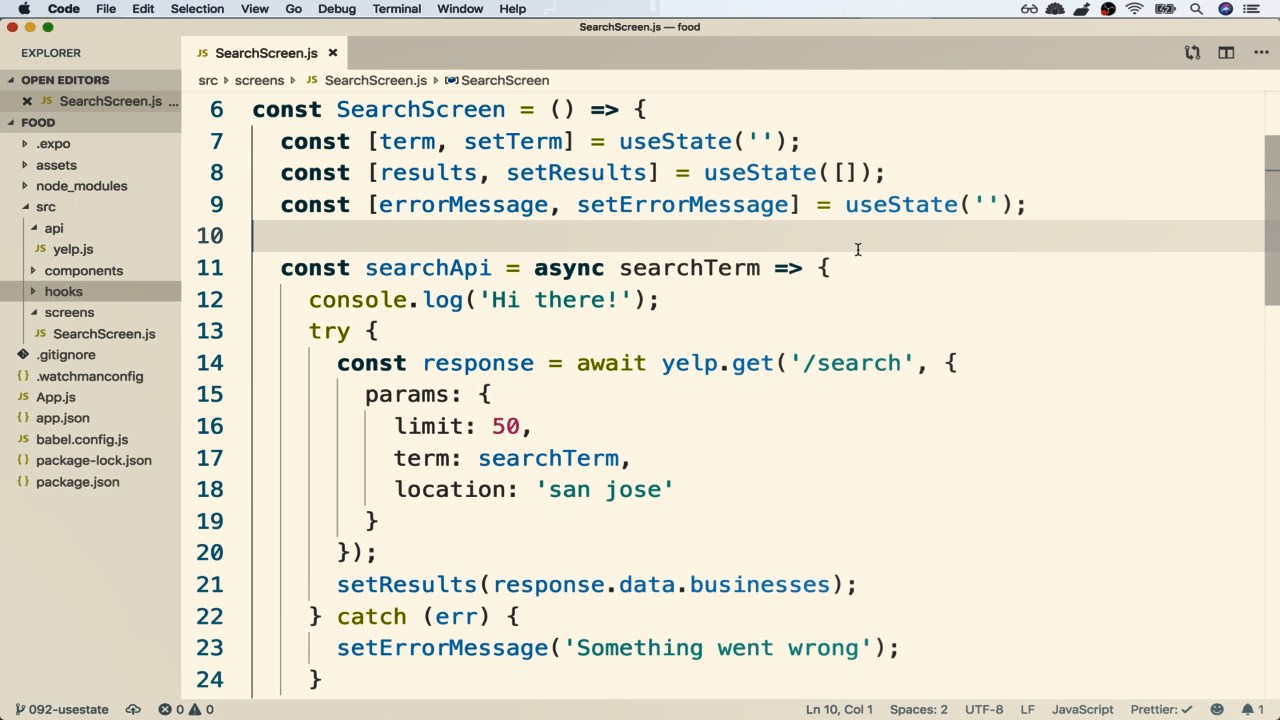 Code File Edit Selection View Go Debug Terminal Window Help
SearchScreen.js — food
EXPLORER
JS SearchScreen.js ×
OPEN EDITORS
× JS SearchScreen.js ...
FOOD
.expo
assets
node_modules
src
api
JS yelp.js
components
hooks
screens
JS SearchScreen.js
.gitignore
{} .watchmanconfig
JS App.js
{} app.json
JS babel.config.js
{} package-lock.json
{} package.json
src screens JS SearchScreen.js SearchScreen
6 const SearchScreen = () => {
7 const [term, setTerm] = useState('');
8 const [results, setResults] = useState([]);
9 const [errorMessage, setErrorMessage] = useState('');
10
11 const searchApi = async searchTerm => {
12 console.log('Hi there!');
13 try {
14 const response = await yelp.get('/search', {
15 params: {
16 limit: 50,
17 term: searchTerm,
18 location: 'san jose'
19 }
20 });
21 setResults(response.data.businesses);
22 } catch (err) {
23 setErrorMessage('Something went wrong');
24 }
092-usestate 0 0 Ln 10, Col 1 Spaces: 2 UTF-8 LF JavaScript Prettier: ✓ 1